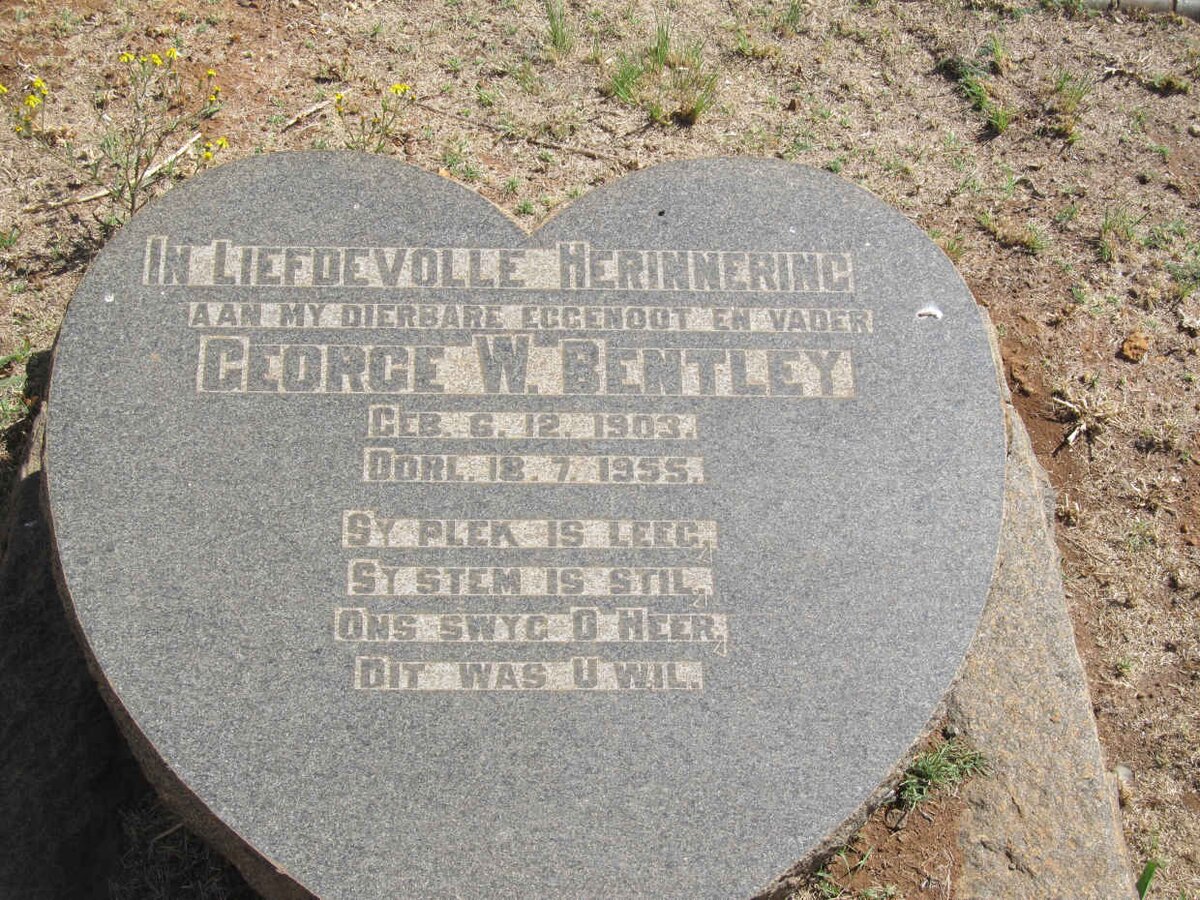 In Liefdevolle Herinnering
aan my dierbare eggenoot en vader
George W. Bentley
Geb. 6. 12. 1903.
Oorl. 18. 7. 1955.
Sy plek is leeg,
Sy stem is stil,
Ons swyg O Heer,
Dit was U wil.